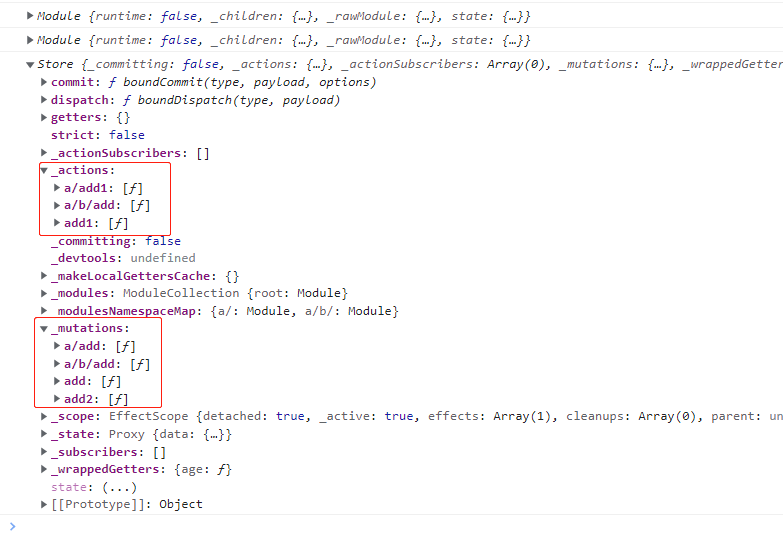 ▶Module {runtime: false, _children: {…}, _rawModule: {…}, state: {…}}
▶Module {runtime: false, _children: {…}, _rawModule: {…}, state: {…}}
▼Store {_committing: false, _actions: {…}, _actionSubscribers: Array(0), _mutations: {…}, _wrappedGetter
▶commit: ƒ boundCommit(type, payload, options)
▶dispatch: ƒ boundDispatch(type, payload)
▶getters: {}
strict: false
▶_actionSubscribers: []
▼_actions:
▶a/add1: [ƒ]
▶a/b/add: [ƒ]
▶add1: [ƒ]
_committing: false
_devtools: undefined
▶_makeLocalGettersCache: {}
▶_modules: ModuleCollection {root: Module}
▶_modulesNamespaceMap: {a/: Module, a/b/: Module}
▼_mutations:
▶a/add: [ƒ]
▶a/b/add: [ƒ]
▶add: [ƒ]
▶add2: [ƒ]
▶_scope: EffectScope {detached: true, _active: true, effects: Array(1), cleanups: Array(0), parent: un
▶_state: Proxy {data: {…}}
▶_subscribers: []
▶_wrappedGetters: {age: ƒ}
state: (...)
▶[[Prototype]]: Object
>